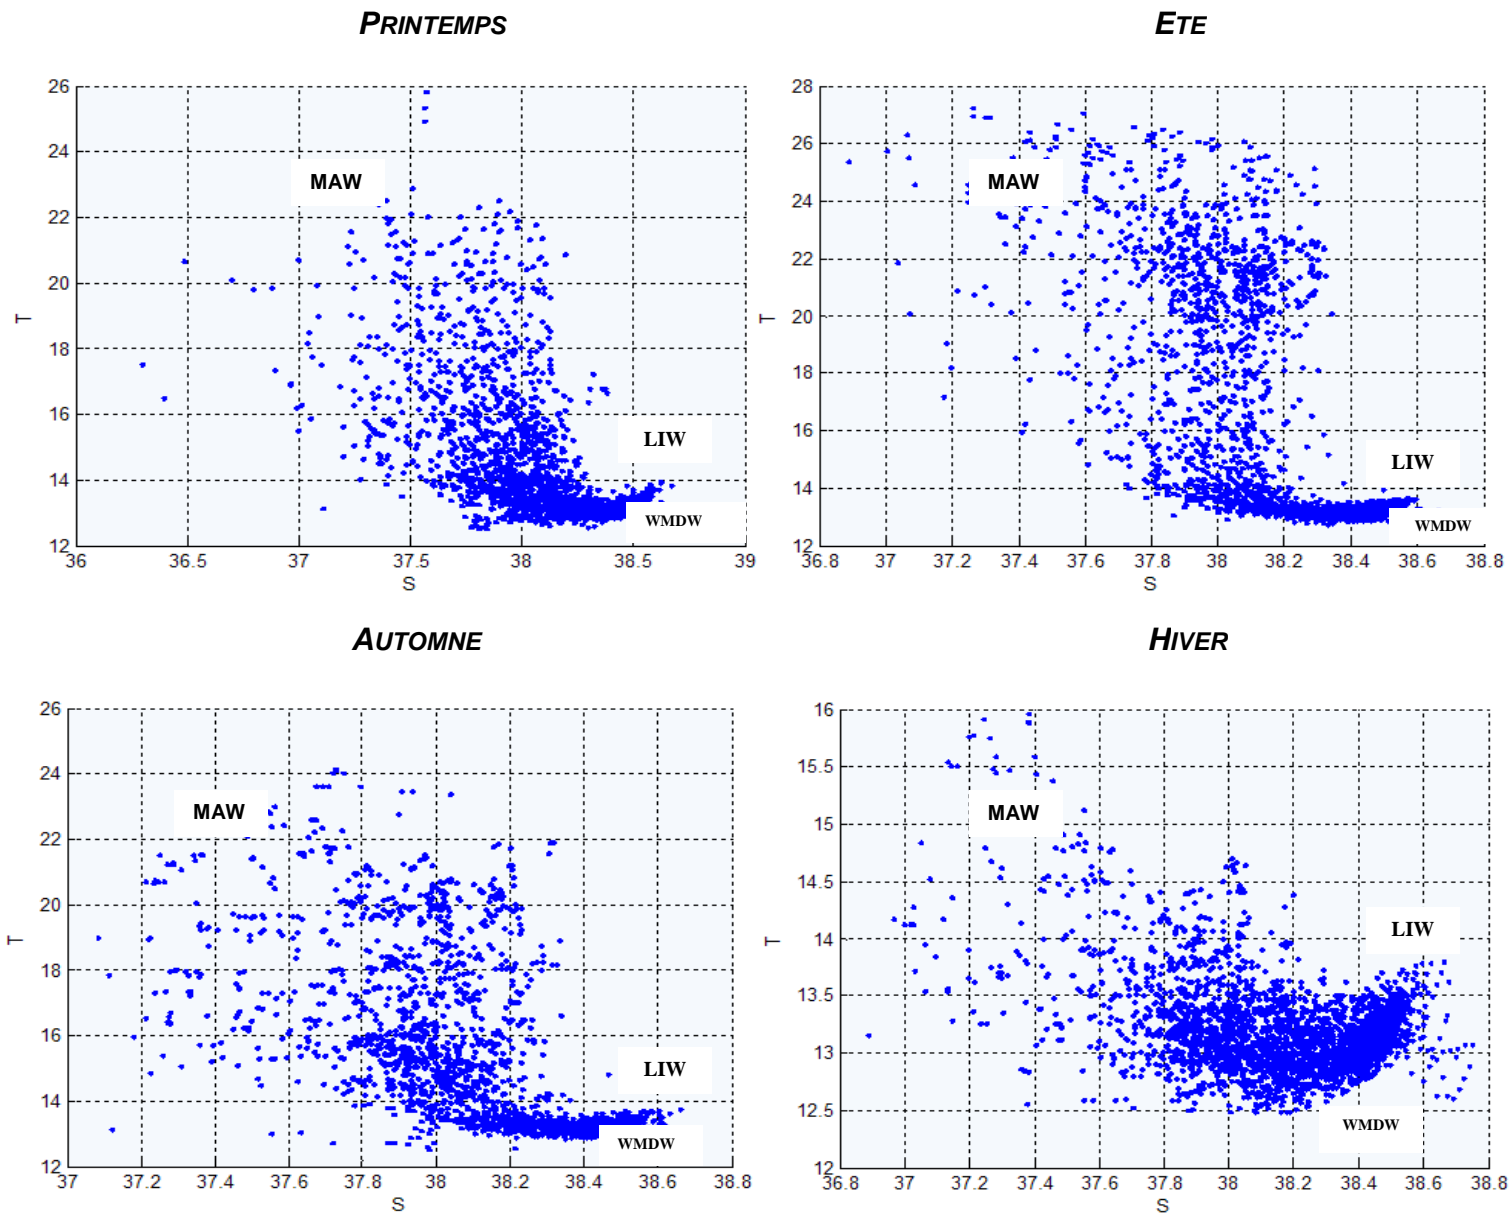 PRINTEMPS
26
24
22
20
18
16
14
12
T
MAW
LIW
WMDW
36 36.5 37 37.5 38 38.5 39
S
ETE
28
26
24
22
20
18
16
14
12
T
MAW
LIW
WMDW
36.8 37 37.2 37.4 37.6 37.8 38 38.2 38.4 38.6 38.8
S
AUTOMNE
26
24
22
20
18
16
14
12
T
MAW
LIW
WMDW
37 37.2 37.4 37.6 37.8 38 38.2 38.4 38.6 38.8
S
HIVER
16
15.5
15
14.5
14
13.5
13
12.5
12
T
MAW
LIW
WMDW
36.8 37 37.2 37.4 37.6 37.8 38 38.2 38.4 38.6 38.8
S